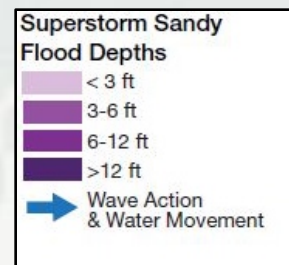 Superstorm Sandy
Flood Depths
< 3 ft
3-6 ft
6-12 ft
>12 ft
Wave Action
& Water Movement